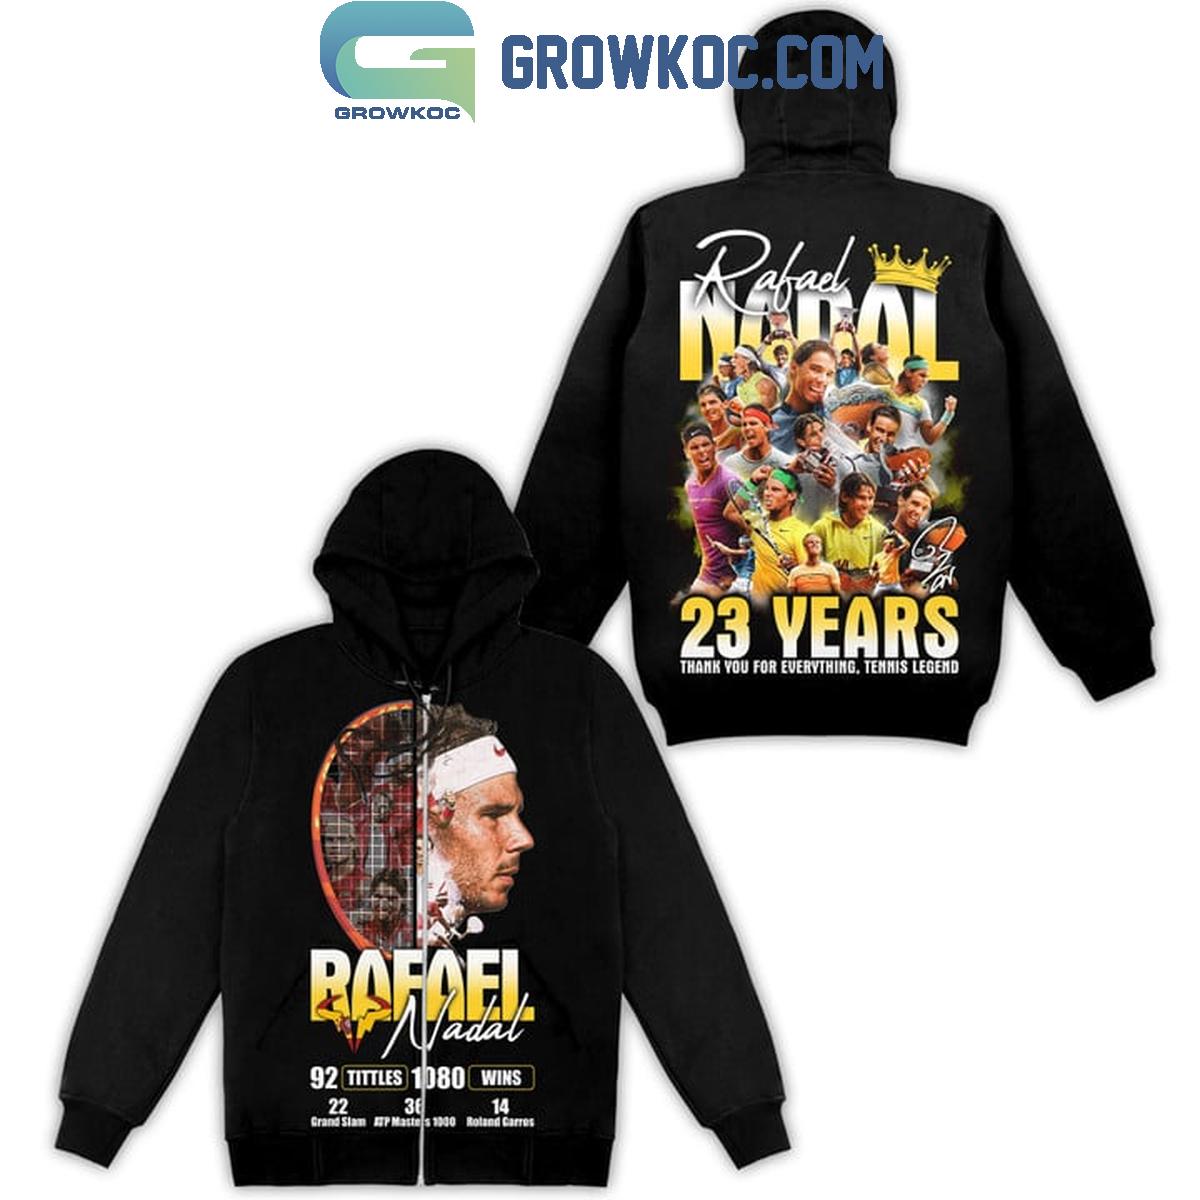 GROWKOC
GROWKOC.COM
Rafael
NADAL
23 YEARS
THANK YOU FOR EVERYTHING, TENNIS LEGEND
RAFAEL
Nadal
92 TITTLES 1080 WINS
22 36 14
Grand Slam ATP Masters 1000 Roland Garros